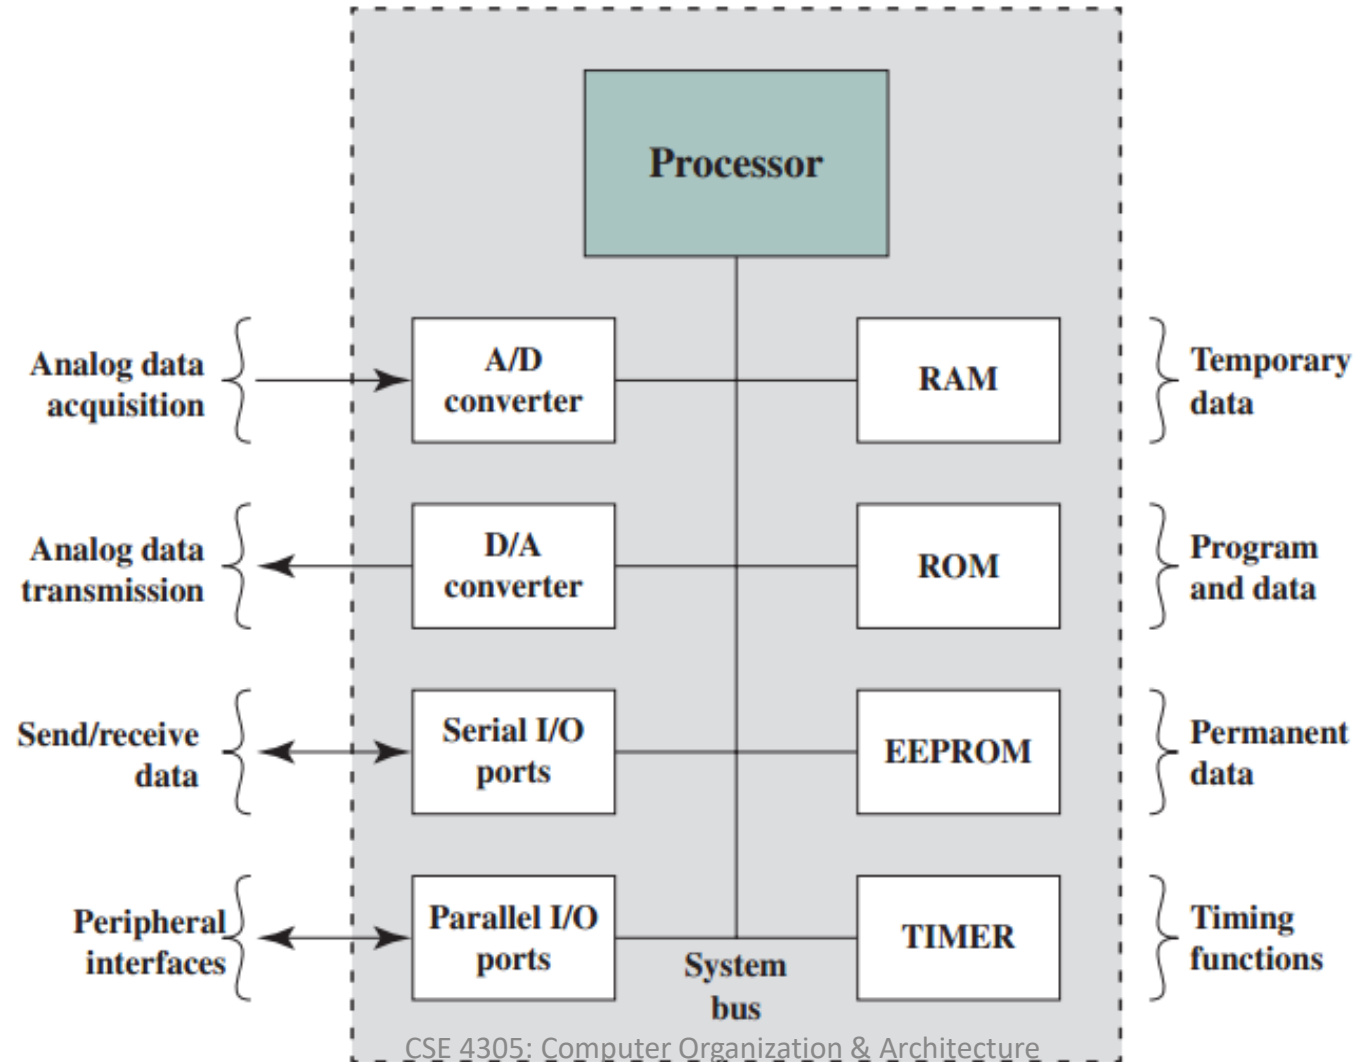 Processor
Analog data
acquisition
A/D
converter
RAM
Temporary
data
Analog data
transmission
D/A
converter
ROM
Program
and data
Send/receive
data
Serial I/O
ports
EEPROM
Permanent
data
Peripheral
interfaces
Parallel I/O
ports
TIMER
Timing
functions
System
bus
CSE 4305: Computer Organization & Architecture